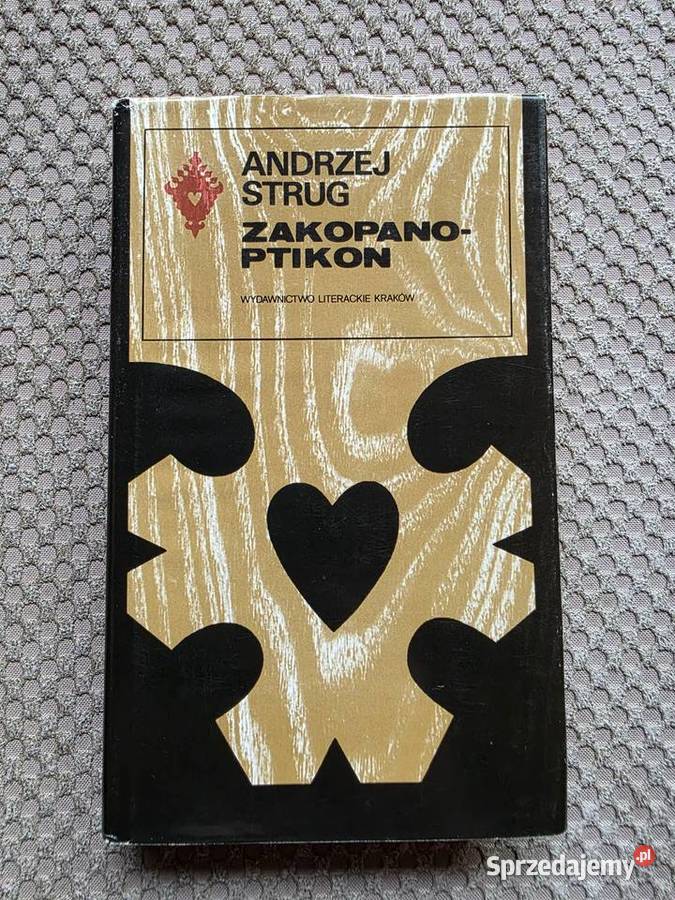 ANDRZEJ
STRUG
ZAKOPANO-
PTIKON
WYDAWNICTWO LITERACKIE KRAKÓW
Sprzedajemy.pl